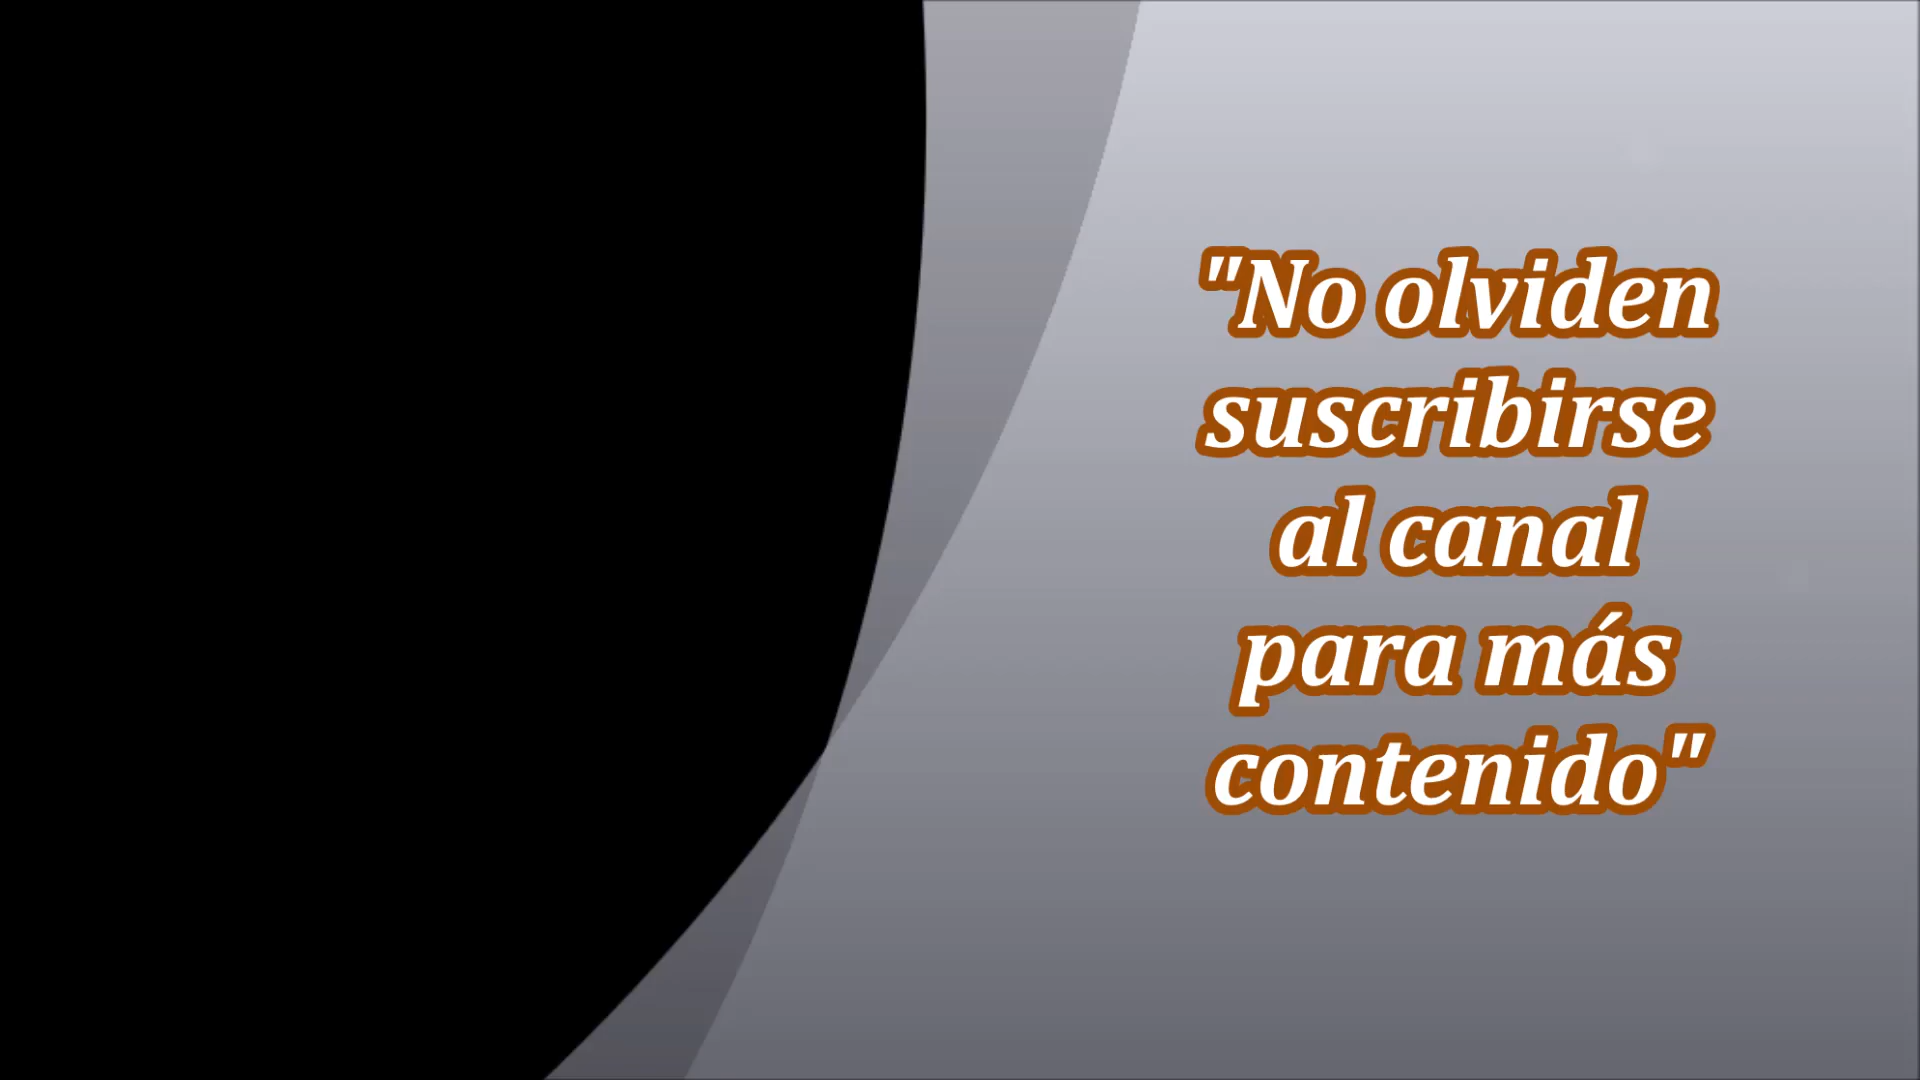 "No olviden
suscribirse
al canal
para más
contenido"